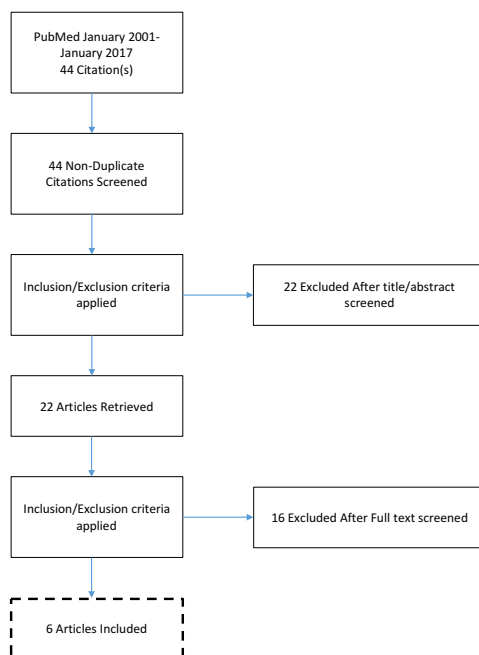 PubMed January 2001-
January 2017
44 Citation(s)
44 Non-Duplicate
Citations Screened
Inclusion/Exclusion criteria
applied
22 Excluded After title/abstract
screened
22 Articles Retrieved
Inclusion/Exclusion criteria
applied
16 Excluded After Full text screened
6 Articles Included